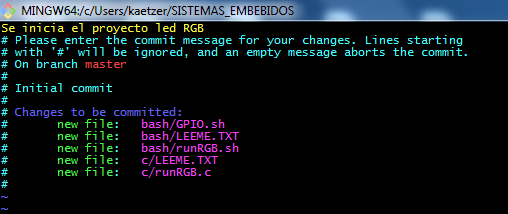 MINGW64:/c/Users/kaetzer/SISTEMAS_EMBEBIDOS
Se inicia el proyecto led RGB
# Please enter the commit message for your changes. Lines starting
# with '#' will be ignored, and an empty message aborts the commit.
# On branch master
#
# Initial commit
#
# Changes to be committed:
#       new file:   bash/GPIO.sh
#       new file:   bash/LEEME.TXT
#       new file:   bash/runRGB.sh
#       new file:   c/LEEME.TXT
#       new file:   c/runRGB.c
#
~
~